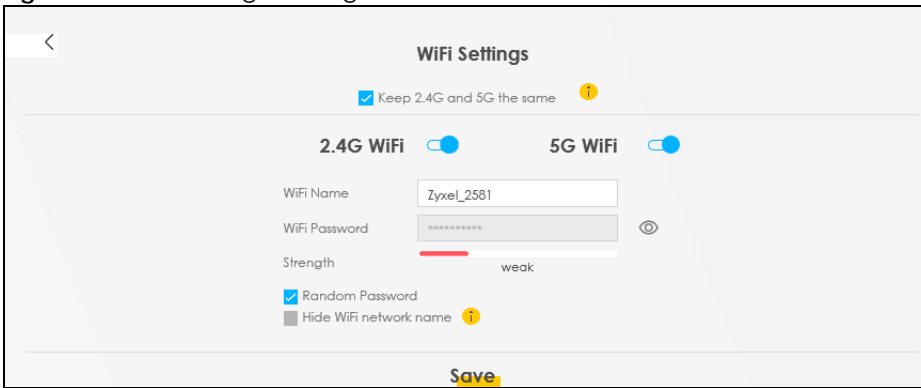 WiFi Settings
Keep 2.4G and 5G the same
2.4G WiFi 5G WiFi
WiFi Name Zyxel_2581
WiFi Password **********
Strength
weak
Random Password
Hide WiFi network name
Save